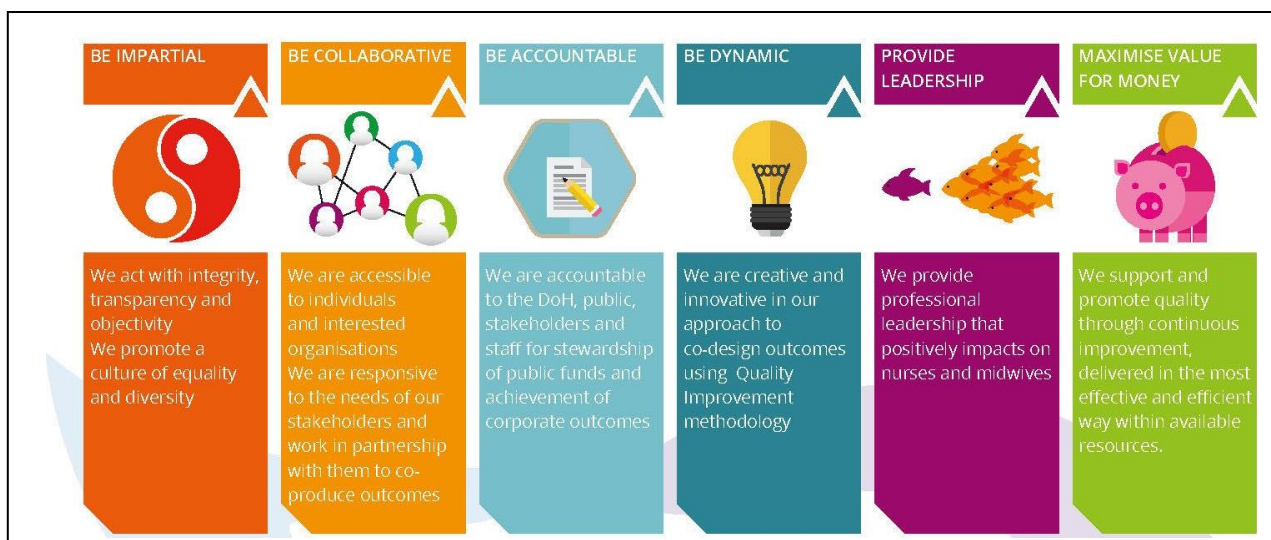 BE IMPARTIAL
We act with integrity,
transparency and
objectivity
We promote a
culture of equality
and diversity
BE COLLABORATIVE
We are accessible
to individuals
and interested
organisations
We are responsive
to the needs of our
stakeholders and
work in partnership
with them to co-
produce outcomes
BE ACCOUNTABLE
We are accountable
to the DoH, public,
stakeholders and
staff for stewardship
of public funds and
achievement of
corporate outcomes
BE DYNAMIC
We are creative and
innovative in our
approach to
co-design outcomes
using Quality
Improvement
methodology
PROVIDE
LEADERSHIP
We provide
professional
leadership that
positively impacts on
nurses and midwives
MAXIMISE VALUE
FOR MONEY
We support and
promote quality
through continuous
improvement,
delivered in the most
effective and efficient
way within available
resources.